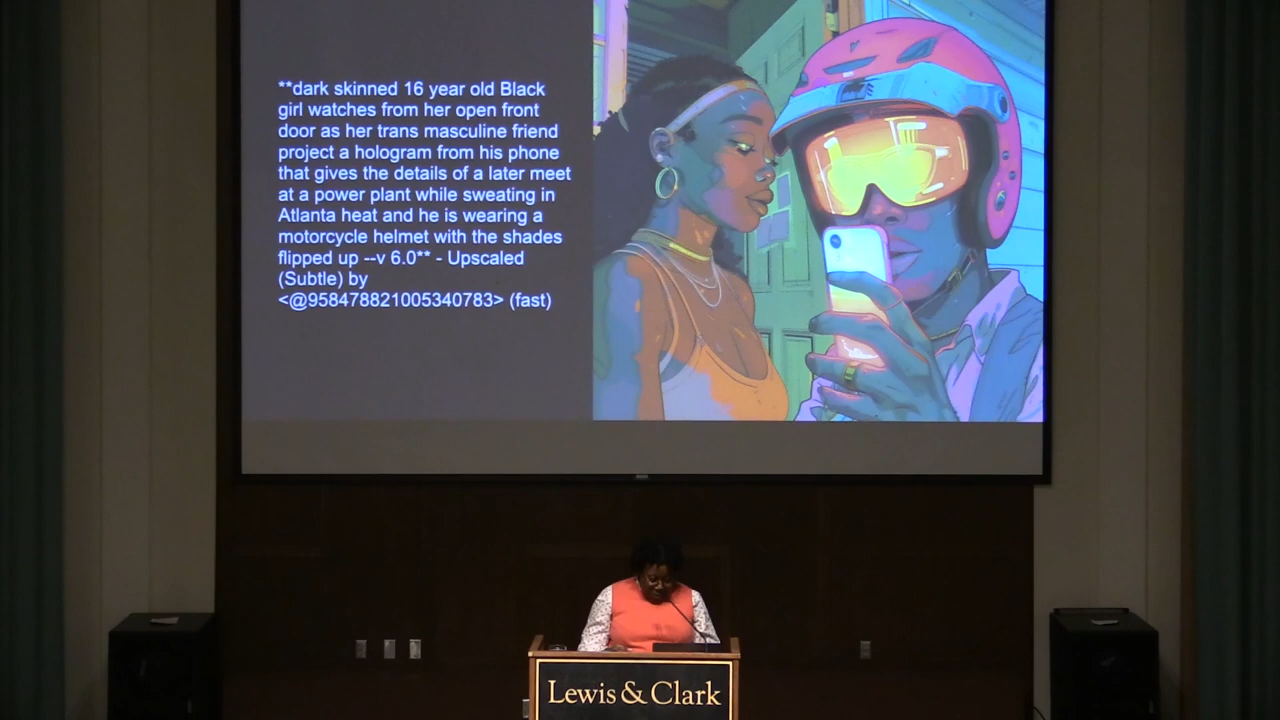 **dark skinned 16 year old Black
girl watches from her open front
door as her trans masculine friend
project a hologram from his phone
that gives the details of a later meet
at a power plant while sweating in
Atlanta heat and he is wearing a
motorcycle helmet with the shades
flipped up --v 6.0** - Upscaled
(Subtle) by
<@958478821005340783> (fast)
Lewis & Clark